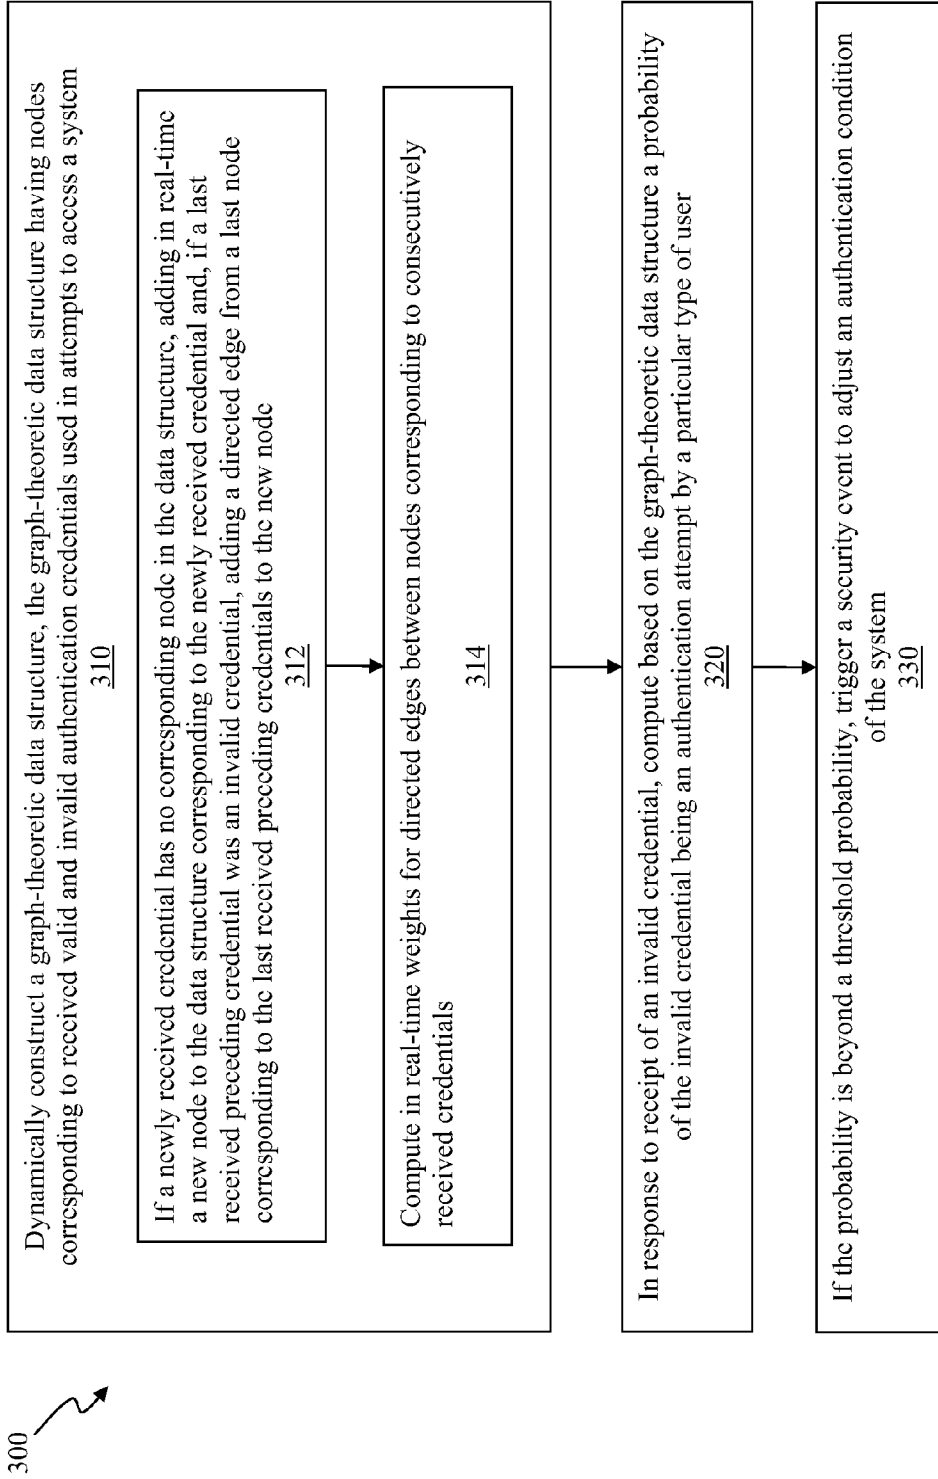 300
Dynamically construct a graph-theoretic data structure, the graph-theoretic data structure having nodes
corresponding to received valid and invalid authentication credentials used in attempts to access a system
310
If a newly received credential has no corresponding node in the data structure, adding in real-time
a new node to the data structure corresponding to the newly received credential and, if a last
received preceding credential was an invalid credential, adding a directed edge from a last node
corresponding to the last received preceding credentials to the new node
312
Compute in real-time weights for directed edges between nodes corresponding to consecutively
received credentials
314
In response to receipt of an invalid credential, compute based on the graph-theoretic data structure a probability
of the invalid credential being an authentication attempt by a particular type of user
320
If the probability is beyond a threshold probability, trigger a security event to adjust an authentication condition
of the system
330